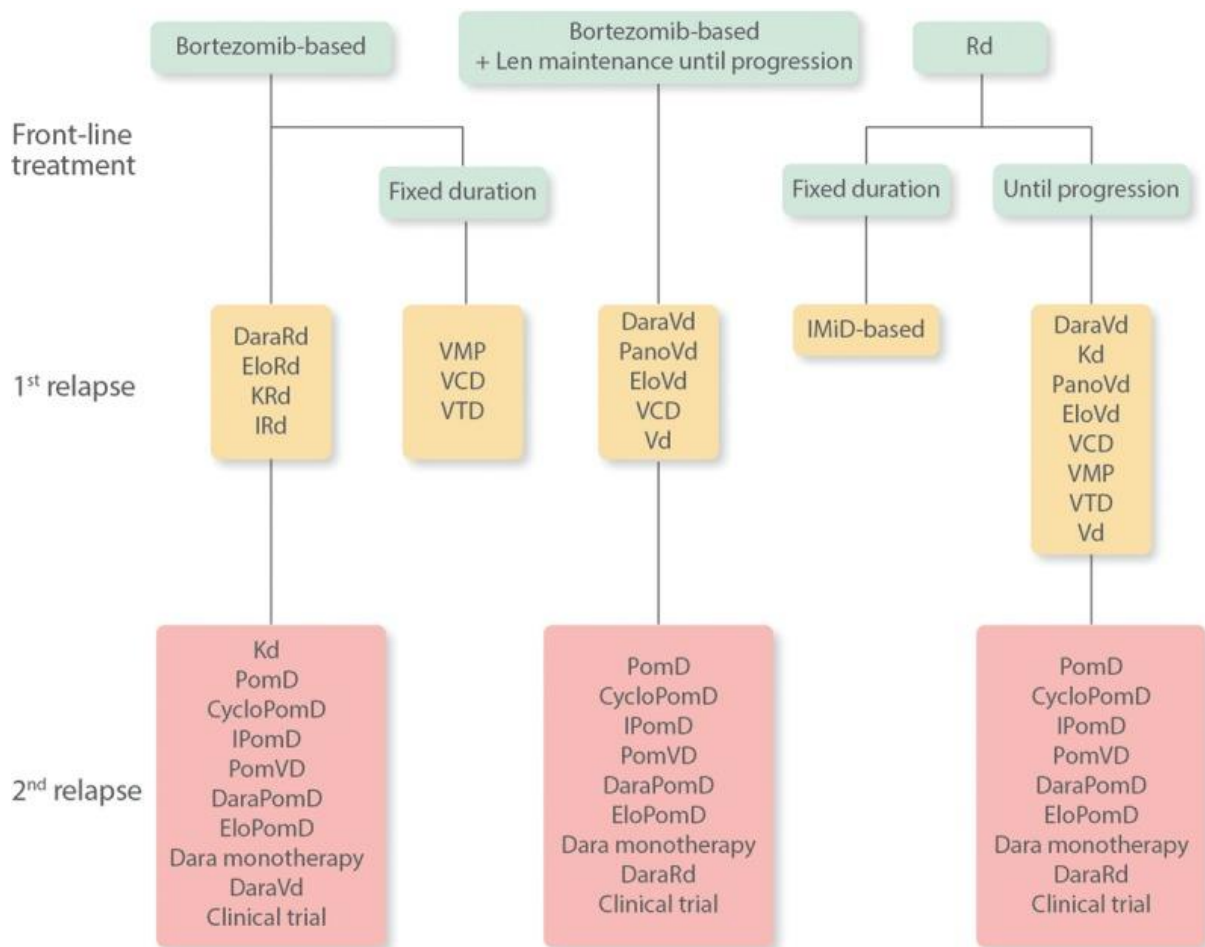 Bortezomib-based
Bortezomib-based
+ Len maintenance until progression
Rd
Front-line
treatment
Fixed duration
Fixed duration
Until progression
1st relapse
DaraRd
EloRd
KRd
IRd
VMP
VCD
VTD
DaraVd
PanoVd
EloVd
VCD
Vd
IMiD-based
DaraVd
Kd
PanoVd
EloVd
VCD
VMP
VTD
Vd
2nd relapse
Kd
PomD
CycloPomD
IPomD
PomVD
DaraPomD
EloPomD
Dara monotherapy
DaraVd
Clinical trial
PomD
CycloPomD
IPomD
PomVD
DaraPomD
EloPomD
Dara monotherapy
DaraRd
Clinical trial
PomD
CycloPomD
IPomD
PomVD
DaraPomD
EloPomD
Dara monotherapy
DaraRd
Clinical trial